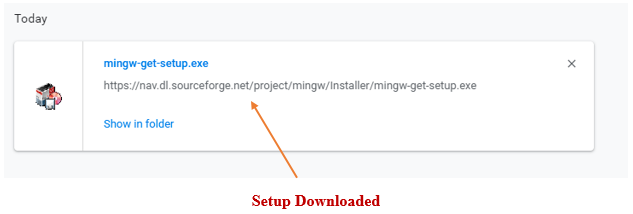 Today
mingw-get-setup.exe
https://nav.dl.sourceforge.net/project/mingw/Installer/mingw-get-setup.exe
Show in folder
Setup Downloaded